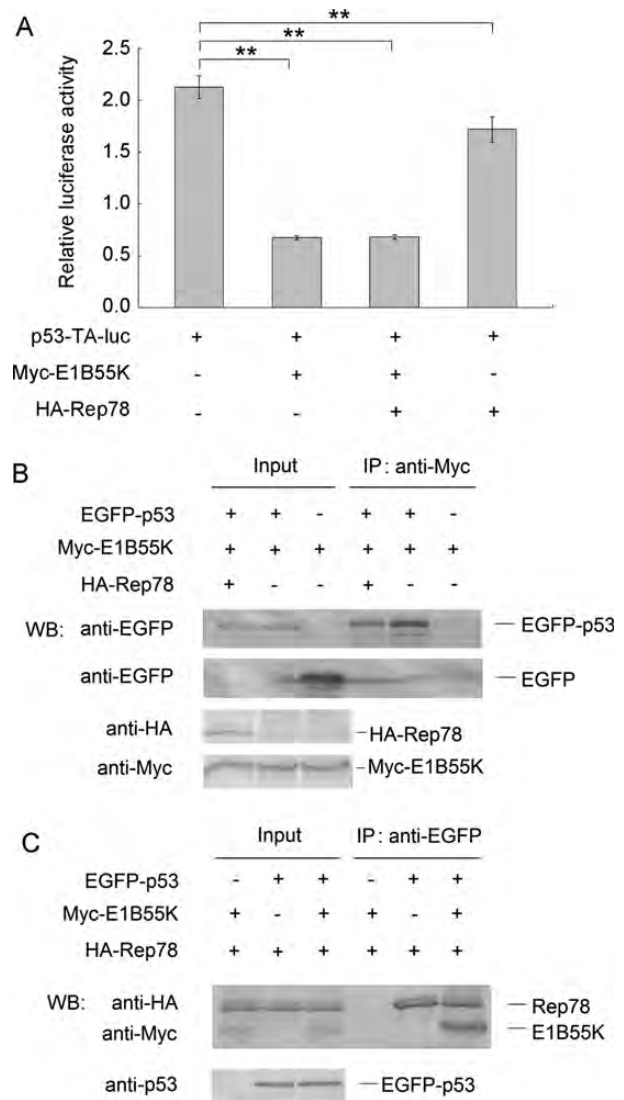 A
**
**
**
Relative luciferase activity
2.5
2.0
1.5
1.0
0.5
0.0
p53-TA-luc + + + +
Myc-E1B55K - + + -
HA-Rep78 - - + +
B
Input IP: anti-Myc
EGFP-p53 + + - + + -
Myc-E1B55K + + + + + +
HA-Rep78 + - - + - -
WB: anti-EGFP EGFP-p53
anti-EGFP EGFP
anti-HA HA-Rep78
anti-Myc Myc-E1B55K
C
Input IP: anti-EGFP
EGFP-p53 - + + - + +
Myc-E1B55K + - + + - +
HA-Rep78 + + + + + +
WB: anti-HA Rep78
anti-Myc E1B55K
anti-p53 EGFP-p53